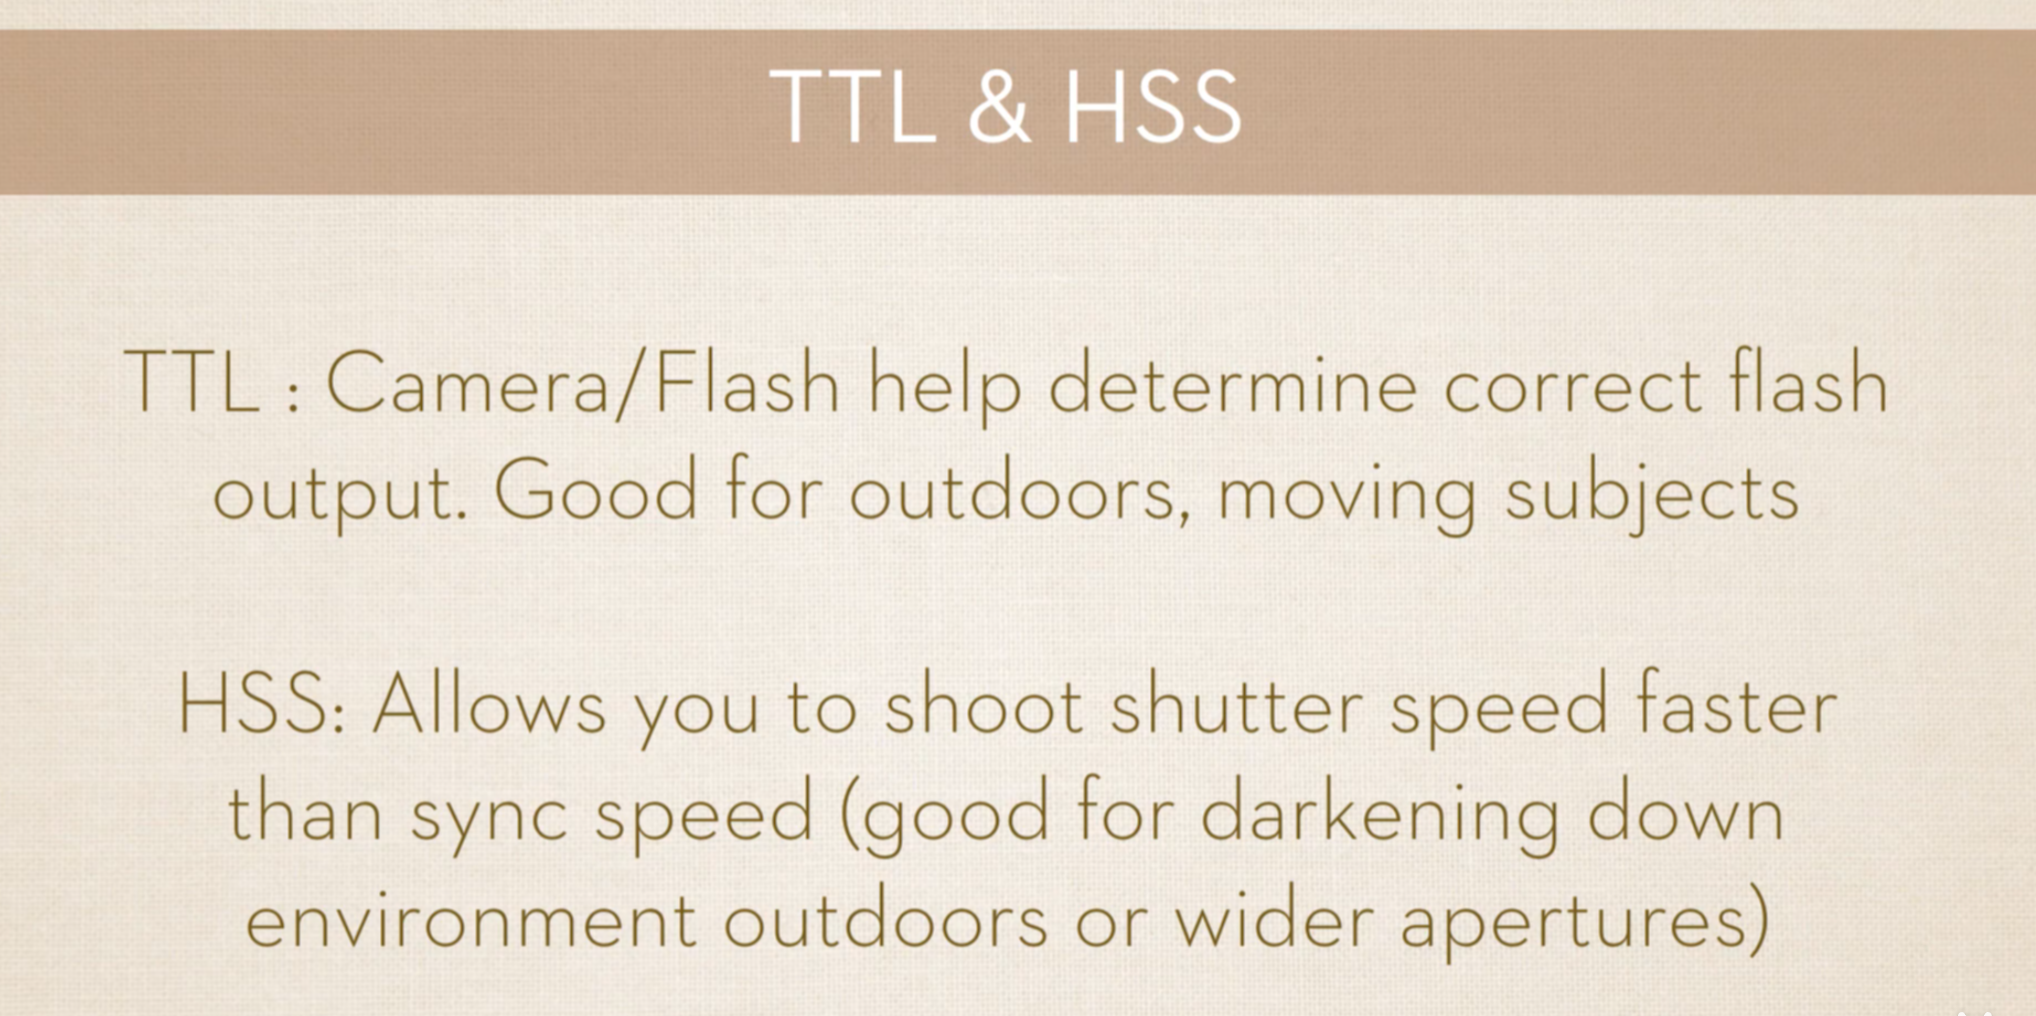 TTL & HSS
TTL : Camera/Flash help determine correct flash
output. Good for outdoors, moving subjects
HSS: Allows you to shoot shutter speed faster
than sync speed (good for darkening down
environment outdoors or wider apertures)